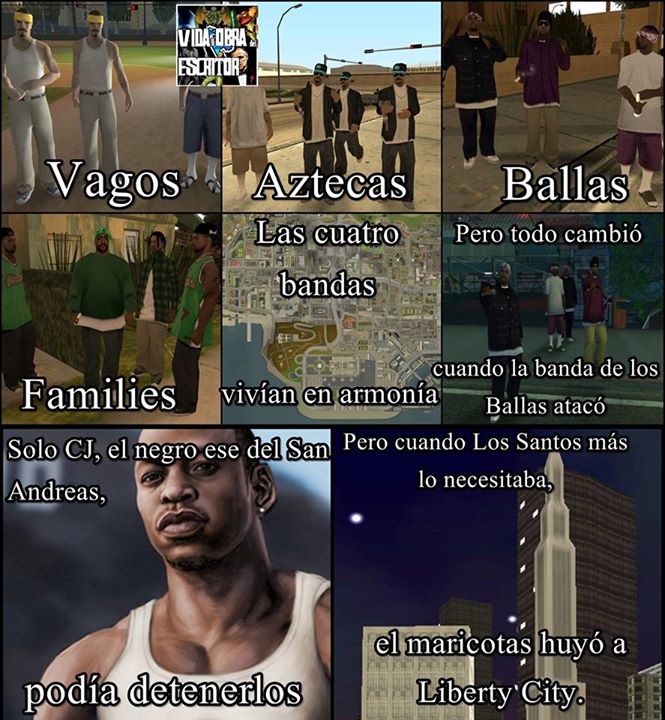 VIDA & OBRA
ESCRITOR
Vagos
Aztecas
Ballas
Families
Las cuatro
bandas
vivían en armonía
Pero todo cambió
cuando la banda de los
Ballas atacó
Solo CJ, el negro ese del San
Andreas,
podía detenerlos
Pero cuando Los Santos más
lo necesitaba,
el maricotas huyó a
Liberty City.